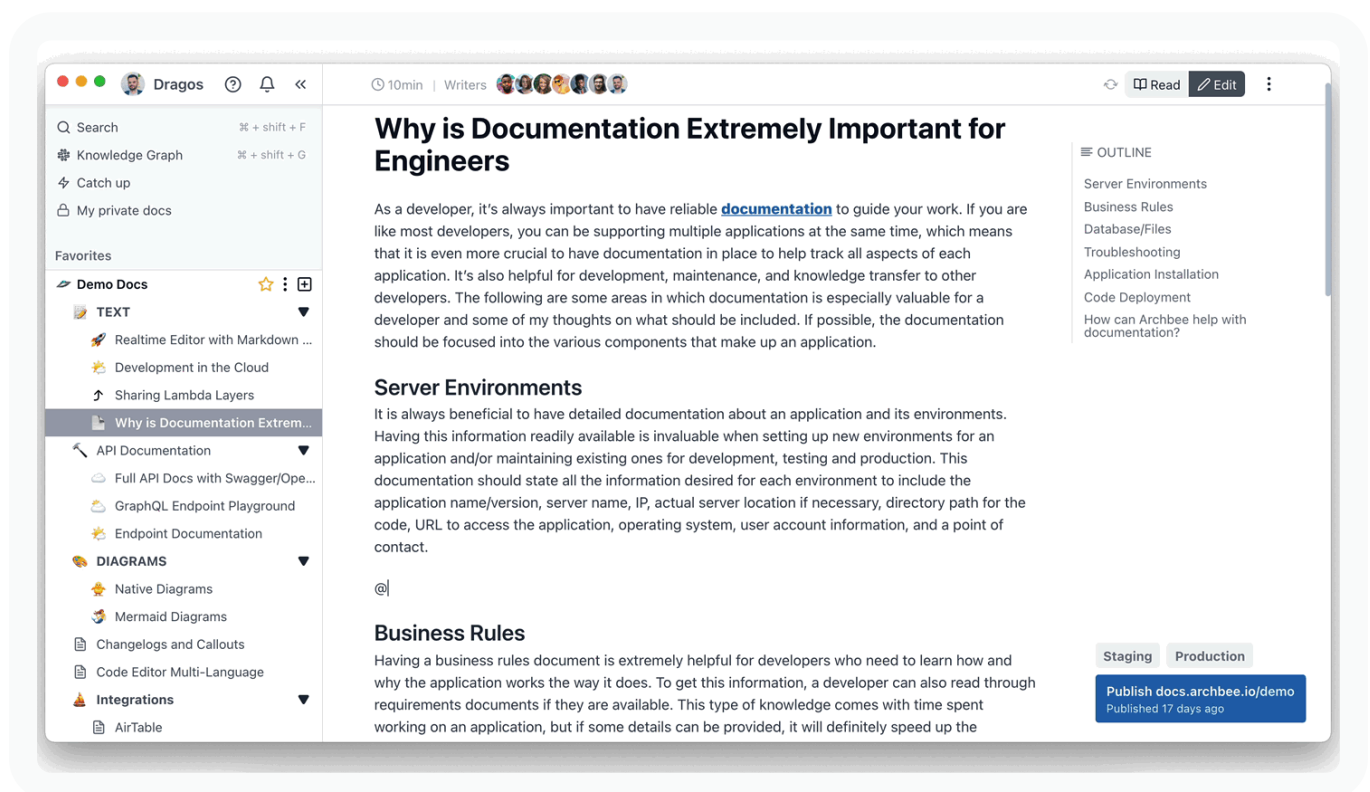 Dragos
Search ⌘ + shift + F
Knowledge Graph ⌘ + shift + G
Catch up
My private docs
Favorites
Demo Docs
TEXT
Realtime Editor with Markdown ...
Development in the Cloud
Sharing Lambda Layers
Why is Documentation Extrem...
API Documentation
Full API Docs with Swagger/Ope...
GraphQL Endpoint Playground
Endpoint Documentation
DIAGRAMS
Native Diagrams
Mermaid Diagrams
Changelogs and Callouts
Code Editor Multi-Language
Integrations
AirTable
10min | Writers
Read Edit
Why is Documentation Extremely Important for
Engineers
As a developer, it’s always important to have reliable documentation to guide your work. If you are
like most developers, you can be supporting multiple applications at the same time, which means
that it is even more crucial to have documentation in place to help track all aspects of each
application. It’s also helpful for development, maintenance, and knowledge transfer to other
developers. The following are some areas in which documentation is especially valuable for a
developer and some of my thoughts on what should be included. If possible, the documentation
should be focused into the various components that make up an application.
Server Environments
It is always beneficial to have detailed documentation about an application and its environments.
Having this information readily available is invaluable when setting up new environments for an
application and/or maintaining existing ones for development, testing and production. This
documentation should state all the information desired for each environment to include the
application name/version, server name, IP, actual server location if necessary, directory path for the
code, URL to access the application, operating system, user account information, and a point of
contact.
@
Business Rules
Having a business rules document is extremely helpful for developers who need to learn how and
why the application works the way it does. To get this information, a developer can also read through
requirements documents if they are available. This type of knowledge comes with time spent
working on an application, but if some details can be provided, it will definitely speed up the
OUTLINE
Server Environments
Business Rules
Database/Files
Troubleshooting
Application Installation
Code Deployment
How can Archbee help with
documentation?
Staging Production
Publish docs.archbee.io/demo
Published 17 days ago